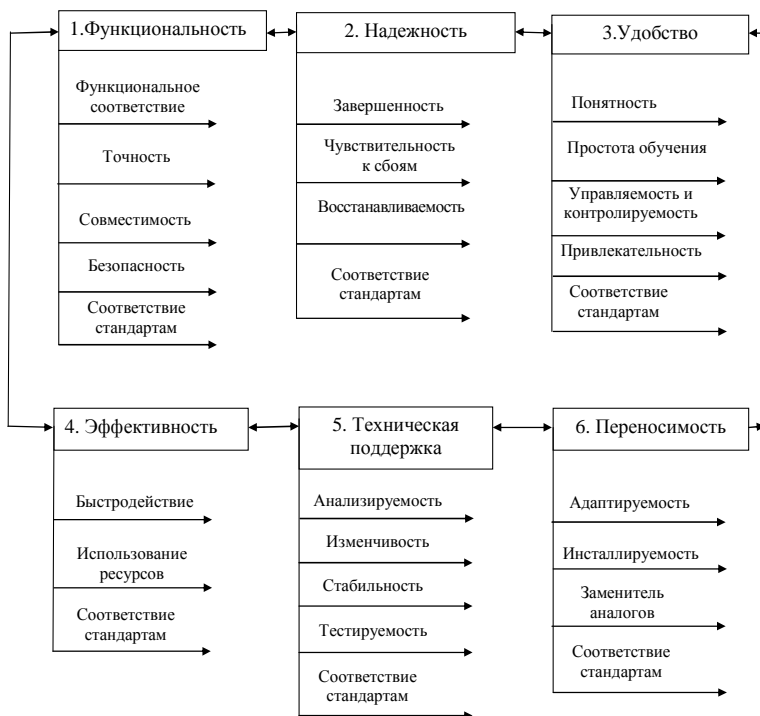 1.Функциональность
Функциональное
соответствие
Точность
Совместимость
Безопасность
Соответствие
стандартам
2. Надежность
Завершенность
Чувствительность
к сбоям
Восстанавливаемость
Соответствие
стандартам
3.Удобство
Понятность
Простота обучения
Управляемость и
контролируемость
Привлекательность
Соответствие
стандартам
4. Эффективность
Быстродействие
Использование
ресурсов
Соответствие
стандартам
5. Техническая
поддержка
Анализируемость
Изменчивость
Стабильность
Тестируемость
Соответствие
стандартам
6. Переносимость
Адаптируемость
Инсталлируемость
Заменитель
аналогов
Соответствие
стандартам